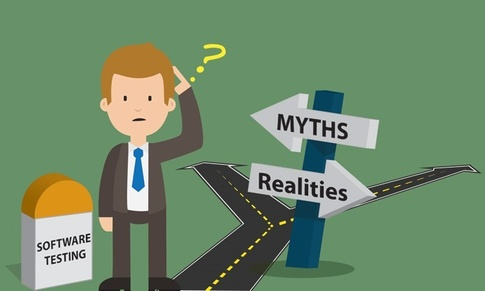 ?
MYTHS
Realities
SOFTWARE
TESTING